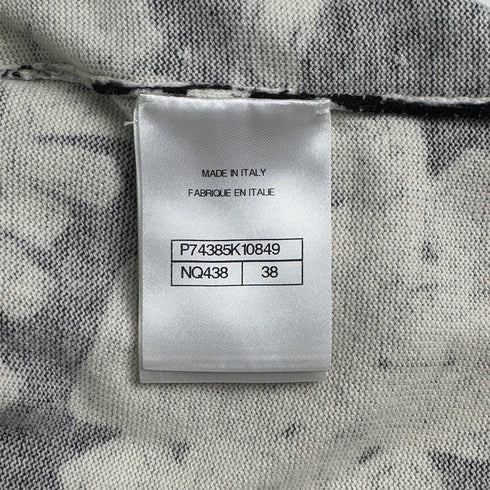 MADE IN ITALY
FABRIQUE EN ITALIE
P74385K10849
NQ438 38